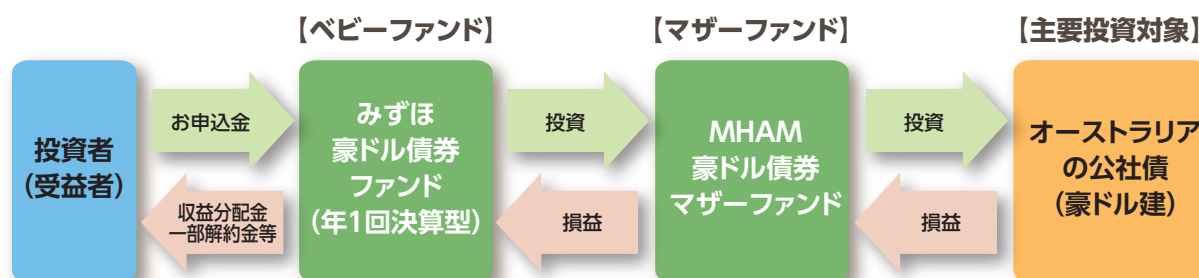 【ベビーファンド】
【マザーファンド】
【主要投資対象】
投資者
（受益者）
お申込金
収益分配金
一部解約金等
みずほ
豪ドル債券
ファンド
（年1回決算型）
投資
損益
MHAM
豪ドル債券
マザーファンド
投資
損益
オーストラリア
の公社債
（豪ドル建）